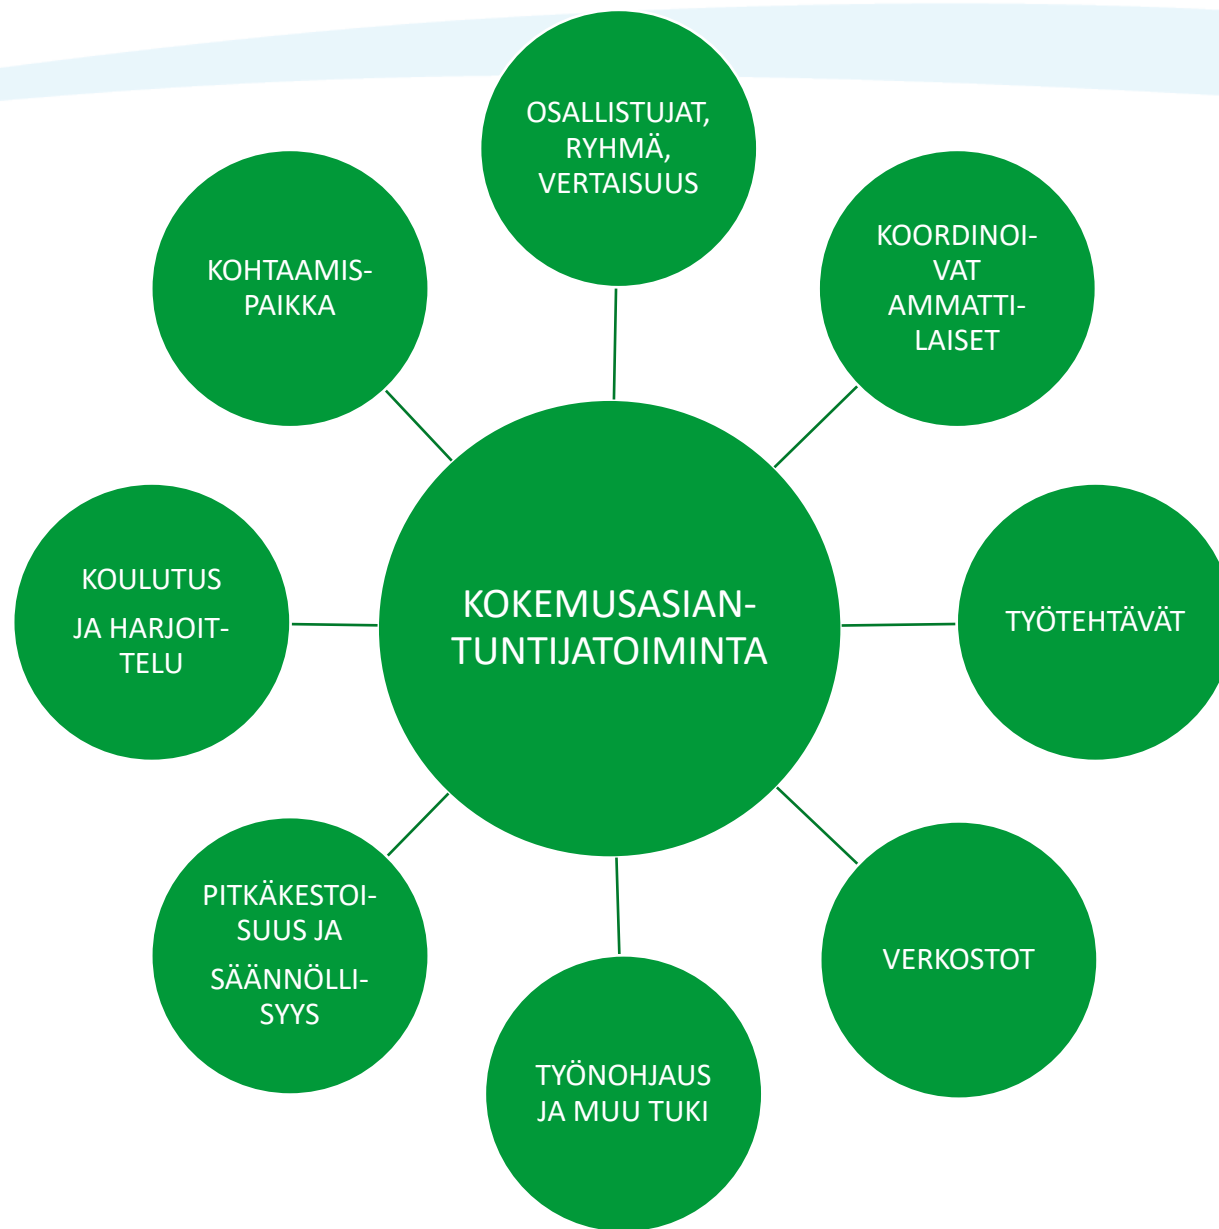 OSALLISTUJAT,
RYHMÄ,
VERTAISUUS
KOORDINOI-
VAT
AMMATTI-
LAISET
TYÖTEHTÄVÄT
VERKOSTOT
TYÖNOHJAUS
JA MUU TUKI
PITKÄKESTOI-
SUUS JA
SÄÄNNÖLLI-
SYYS
KOULUTUS
JA HARJOIT-
TELU
KOHTAAMIS-
PAIKKA
KOKEMUSASIAN-
TUNTIJATOIMINTA